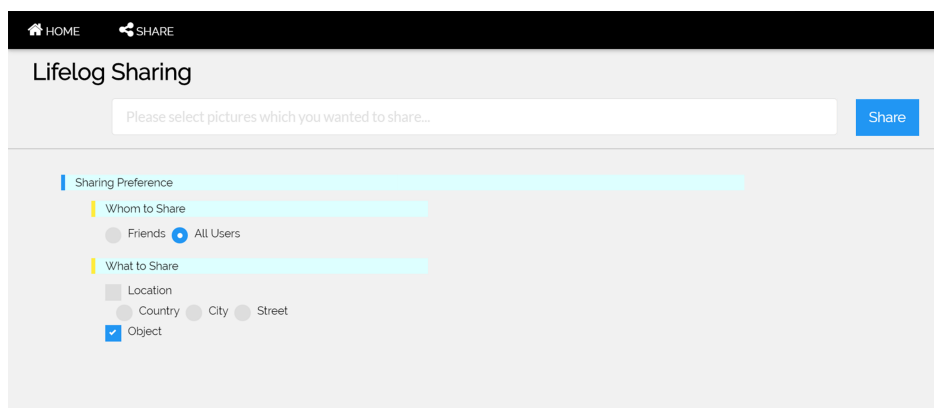 HOME SHARE
Lifelog Sharing
Please select pictures which you wanted to share...
Share
Sharing Preference
Whom to Share
Friends All Users
What to Share
Location
Country City Street
Object